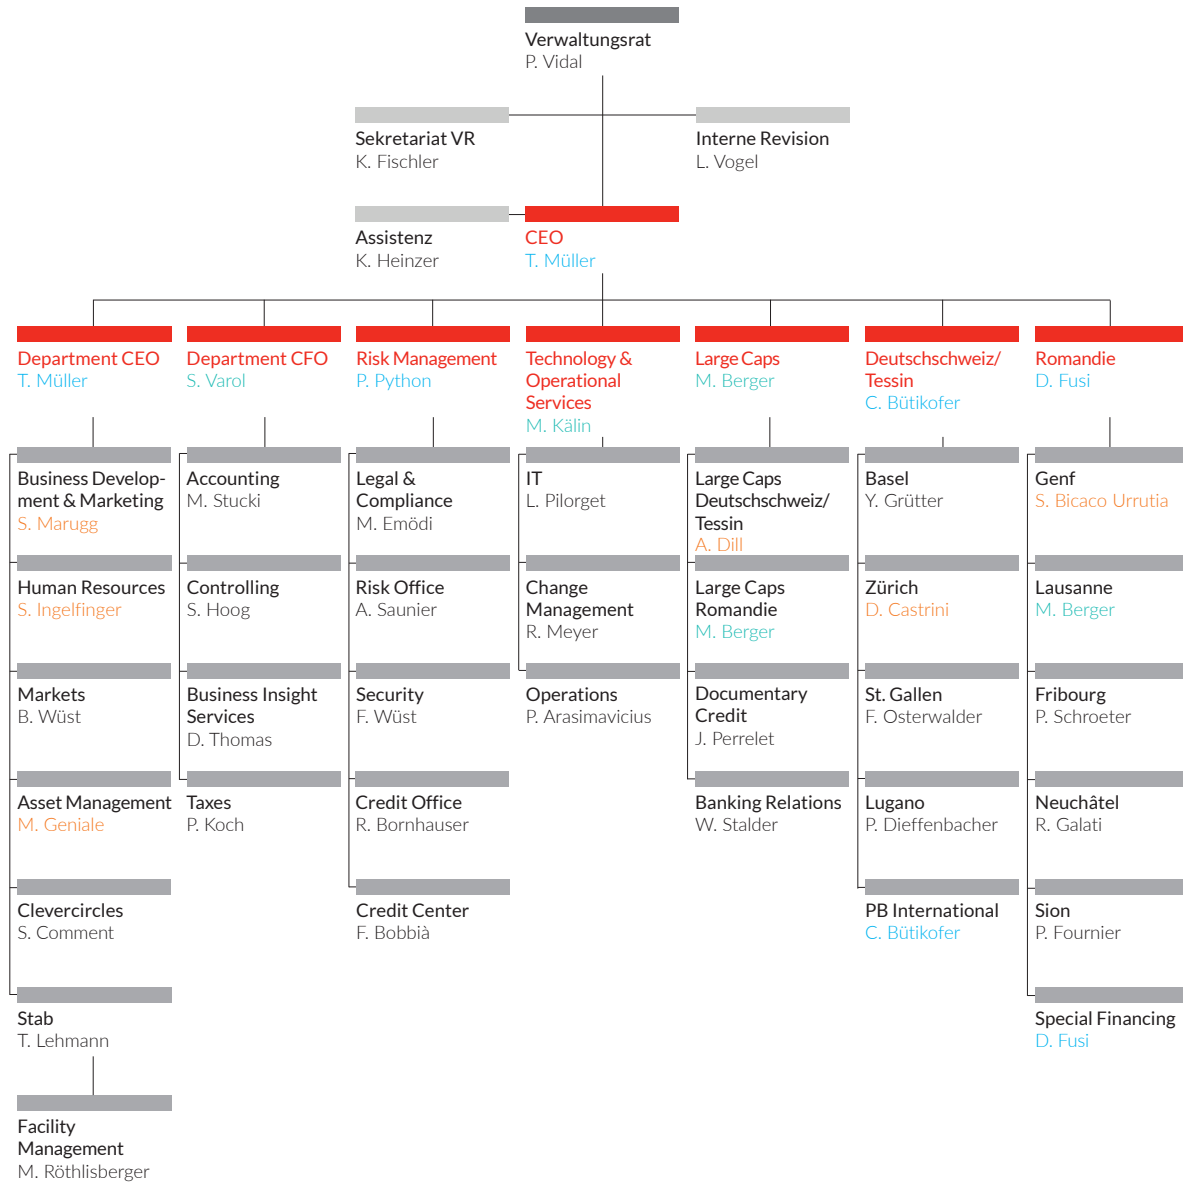 Verwaltungsrat
P. Vidal
Sekretariat VR
K. Fischler
Interne Revision
L. Vogel
Assistenz
K. Heinzer
CEO
T. Müller
Department CEO
T. Müller
Department CFO
S. Varol
Risk Management
P. Python
Technology &
Operational
Services
M. Kälin
Large Caps
M. Berger
Deutschschweiz/
Tessin
C. Bütikofer
Romandie
D. Fusi
Business Develop-
ment & Marketing
S. Marugg
Human Resources
S. Ingelfinger
Markets
B. Wüst
Asset Management
M. Geniale
Clevercircles
S. Comment
Stab
T. Lehmann
Facility
Management
M. Röthlisberger
Accounting
M. Stucki
Controlling
S. Hoog
Business Insight
Services
D. Thomas
Taxes
P. Koch
Legal &
Compliance
M. Emödi
Risk Office
A. Saunier
Security
F. Wüst
Credit Office
R. Bornhauser
Credit Center
F. Bobbià
IT
L. Pilorget
Change
Management
R. Meyer
Operations
P. Arasimavicius
Large Caps
Deutschschweiz/
Tessin
A. Dill
Large Caps
Romandie
M. Berger
Documentary
Credit
J. Perrelet
Banking Relations
W. Stalder
Basel
Y. Grütter
Zürich
D. Castrini
St. Gallen
F. Osterwalder
Lugano
P. Dieffenbacher
PB International
C. Bütikofer
Genf
S. Bicaco Urrutia
Lausanne
M. Berger
Fribourg
P. Schroeter
Neuchâtel
R. Galati
Sion
P. Fournier
Special Financing
D. Fusi